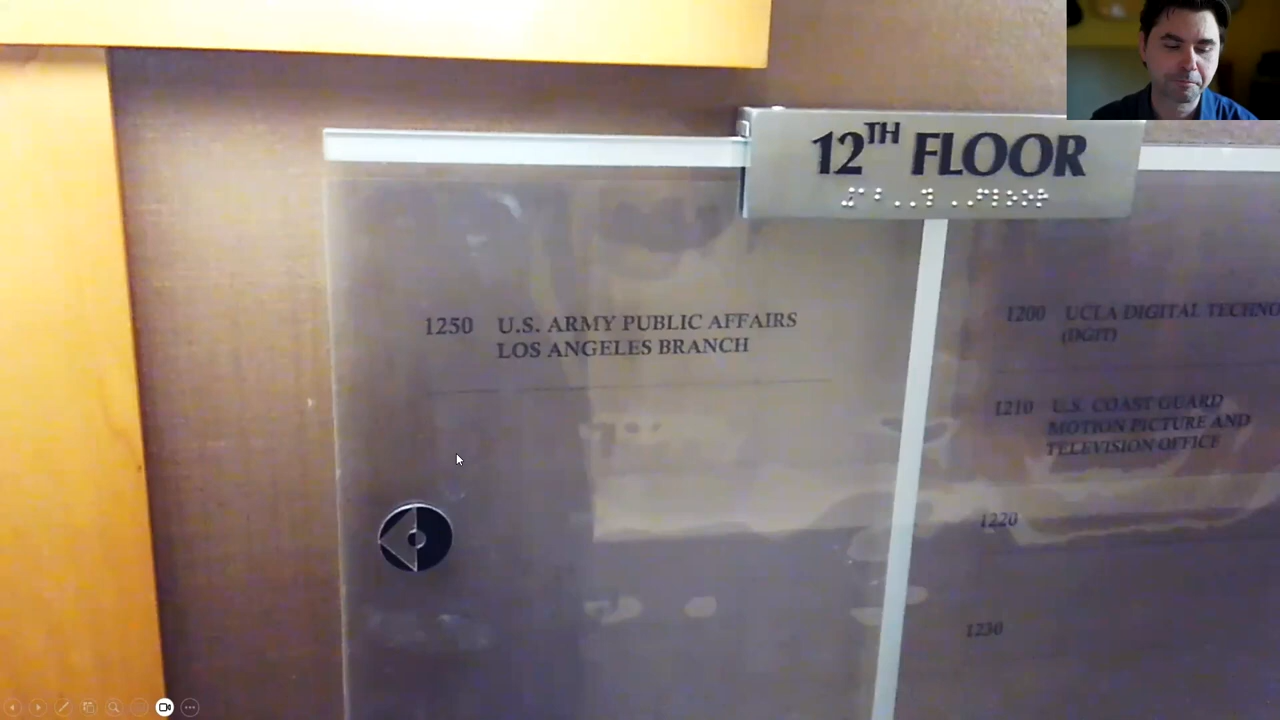 12TH FLOOR
1250 U.S. ARMY PUBLIC AFFAIRS
LOS ANGELES BRANCH
1200 UCLA DIGITAL
(DGIT)
1210 U.S. COAST GUARD
MOTION PICTURE AND
TELEVISION OFFICE
1220
1230